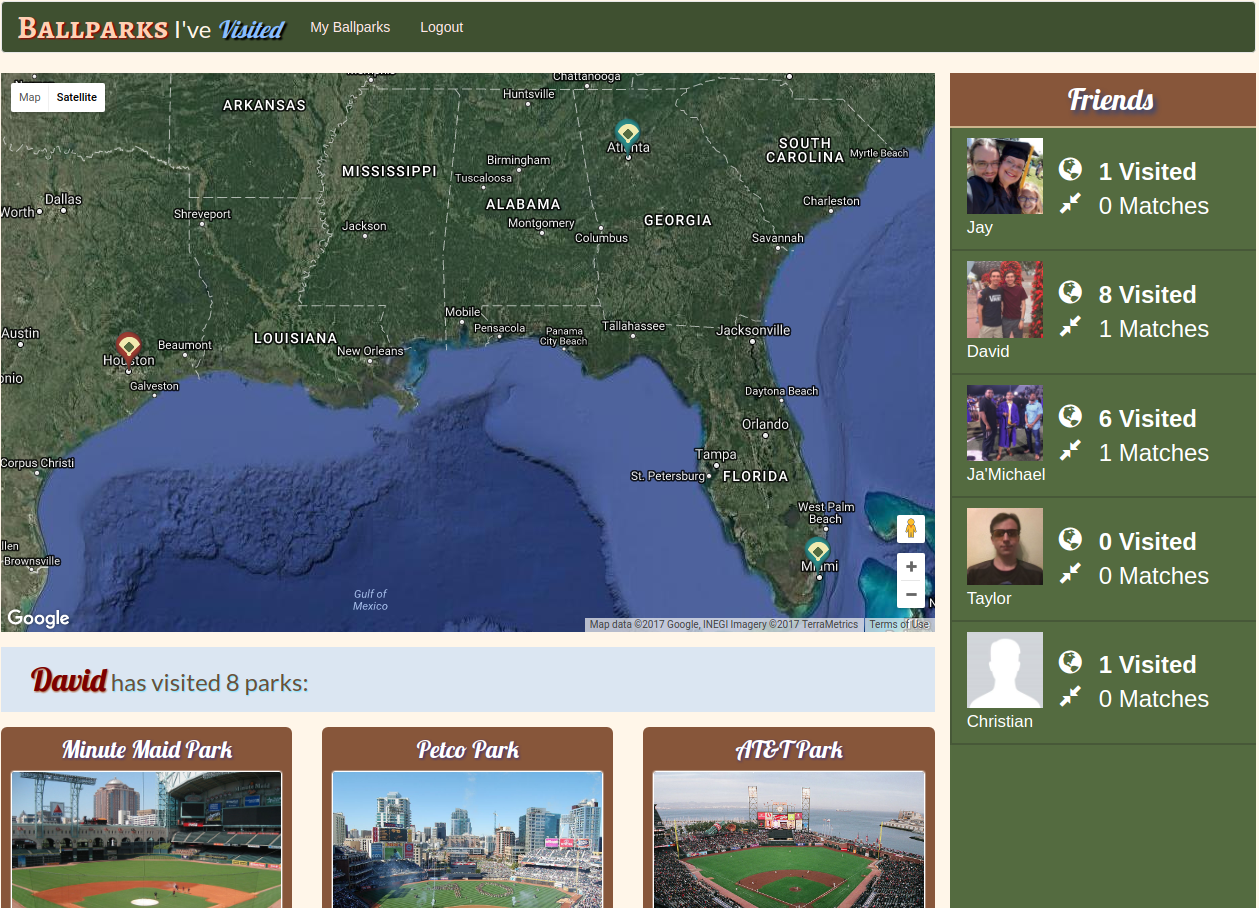 Ballparks I've Visited My Ballparks Logout
Map Satellite
Memphis
Chattanooga
Huntsville
ARKANSAS
Atlanta
SOUTH
CAROLINA
Myrtle Beach
Birmingham
MISSISSIPPI
Tuscaloosa
Dallas
Worth
Shreveport
ALABAMA
Charleston
Jackson
Montgomery
GEORGIA
Columbus
Savannah
Mobile
Pensacola
Panama
City Beach
Tallahassee
Jacksonville
Austin
LOUISIANA
Beaumont
New Orleans
Houston
onio
Galveston
Daytona Beach
Orlando
Tampa
Corpus Christi
St. Petersburg
FLORIDA
West Palm
Beach
llen
Brownsville
Miami
Gulf of
Mexico
+
−
N
Google
Map data ©2017 Google, INEGI Imagery ©2017 TerraMetrics Terms of Use
Friends
1 Visited
0 Matches
Jay
8 Visited
1 Matches
David
6 Visited
1 Matches
Ja'Michael
0 Visited
0 Matches
Taylor
1 Visited
0 Matches
Christian
David has visited 8 parks:
Minute Maid Park
Petco Park
AT&T Park